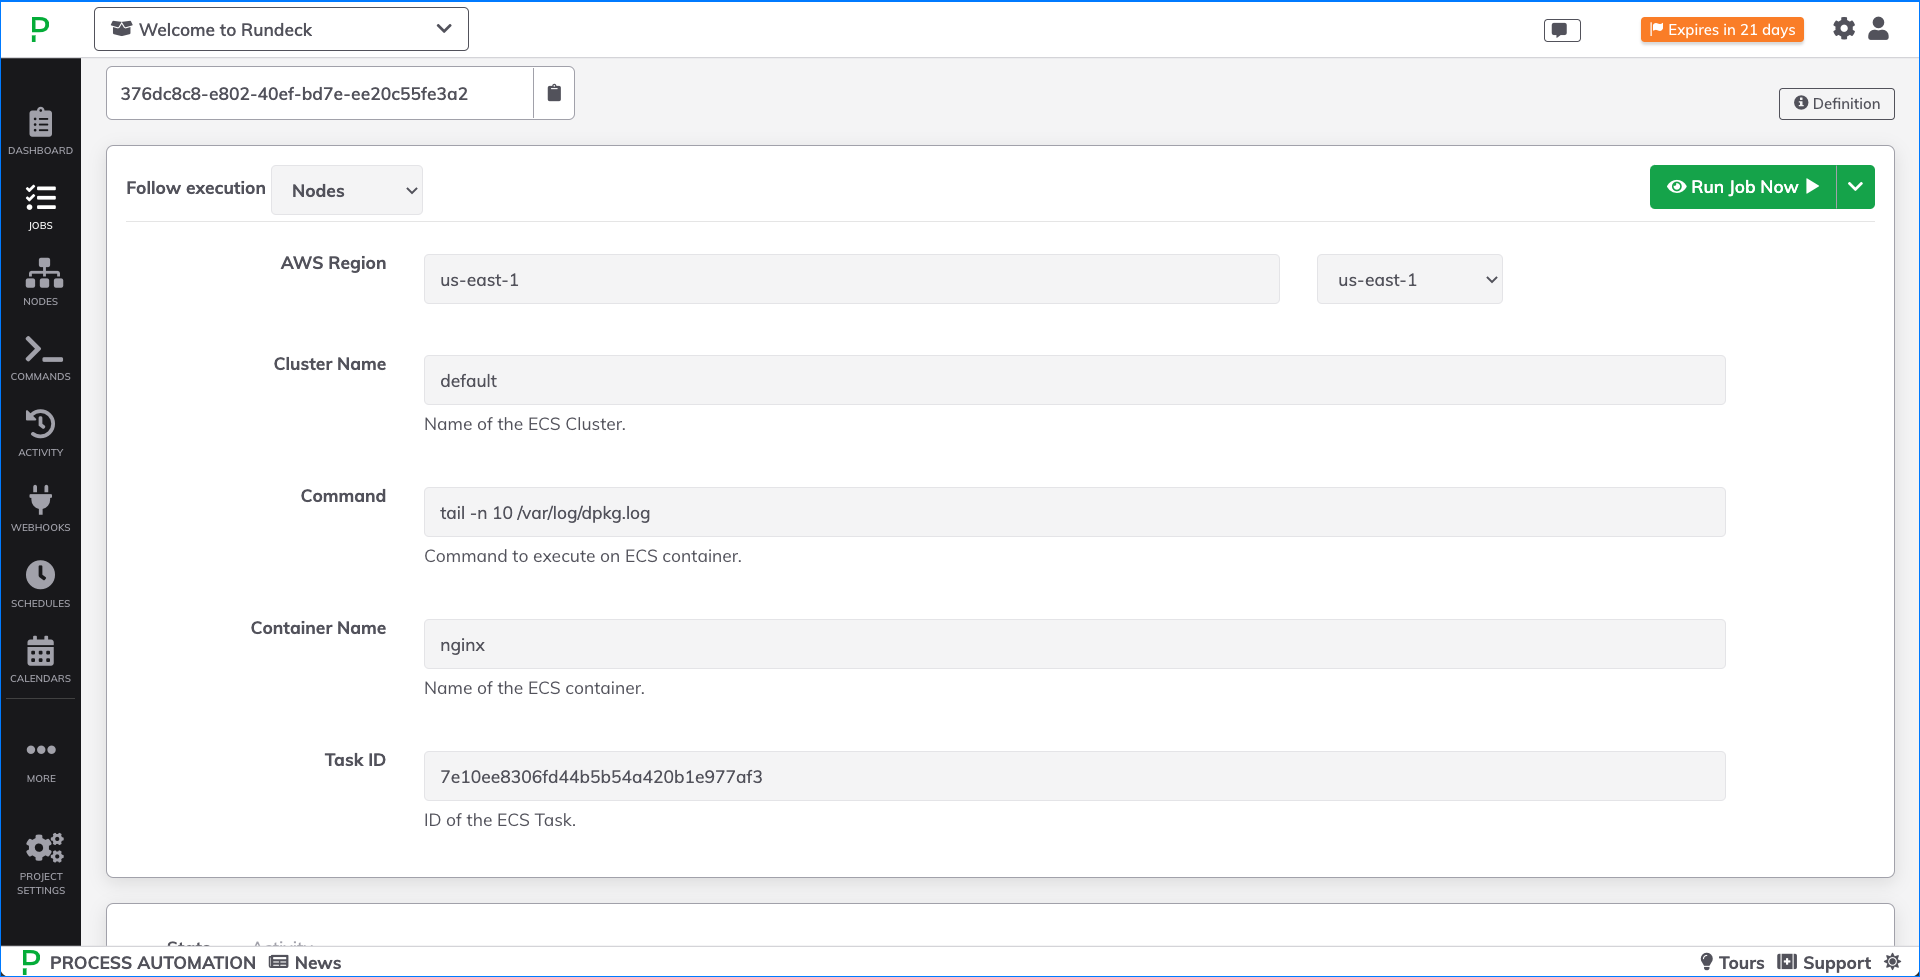 Welcome to Rundeck
Expires in 21 days
376dc8c8-e802-40ef-bd7e-ee20c55fe3a2
Definition
DASHBOARD
JOBS
NODES
COMMANDS
ACTIVITY
WEBHOOKS
SCHEDULES
CALENDARS
MORE
PROJECT
SETTINGS
Follow execution Nodes
Run Job Now
AWS Region us-east-1 us-east-1
Cluster Name default
Name of the ECS Cluster.
Command tail -n 10 /var/log/dpkg.log
Command to execute on ECS container.
Container Name nginx
Name of the ECS container.
Task ID 7e10ee8306fd44b5b54a420b1e977af3
ID of the ECS Task.
Stats Activity
PROCESS AUTOMATION News
Tours Support